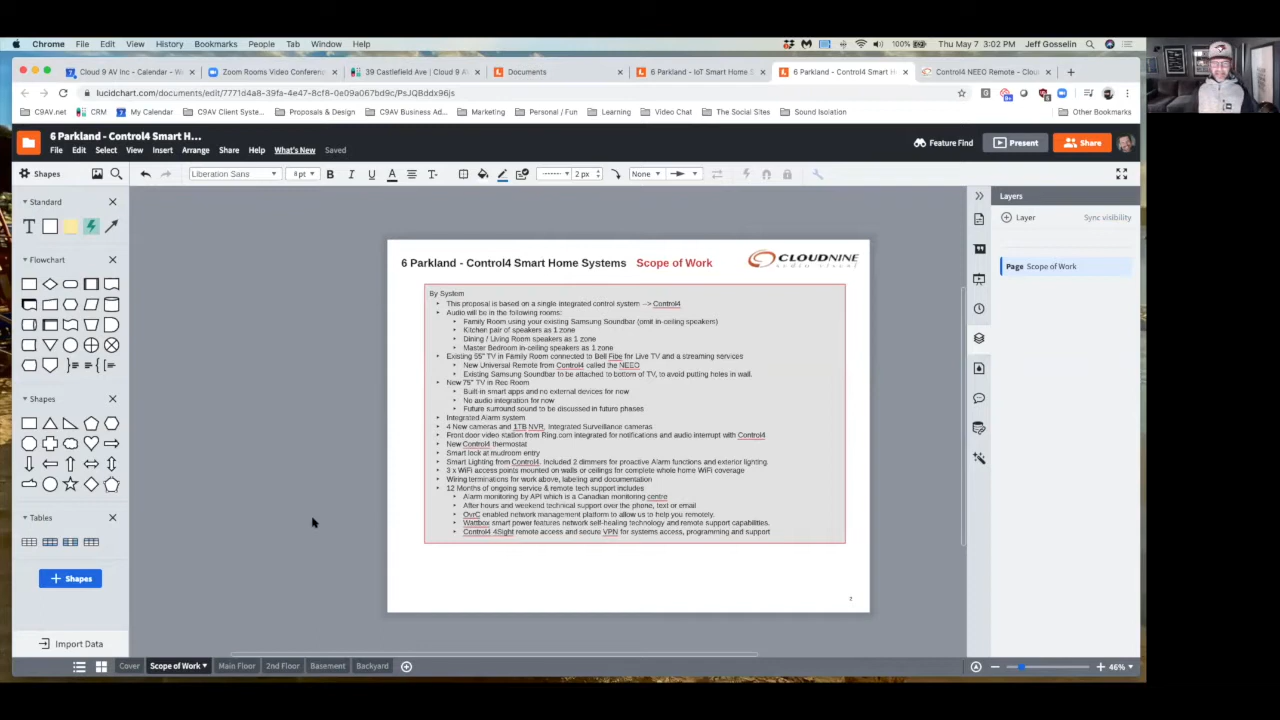 Chrome File Edit View History Bookmarks People Tab Window Help 100% Thu May 7 3:02 PM Jeff Gosselin
Cloud 9 AV Inc - Calendar - W Zoom Rooms Video Conferen 39 Castlefield Ave | Cloud 9 A Documents 6 Parkland - IoT Smart Home S 6 Parkland - Control4 Smart H Control4 NEEO Remote - Clou
lucidchart.com/documents/edit/7771d4a8-39fa-4e47-8cf8-0e09a067bd9c/PsJQBddx96js
C9AV.net CRM My Calendar C9AV Client Syste... Proposals & Design C9AV Business Ad... Marketing Personal / Fun Learning Video Chat The Social Sites Sound Isolation Other Bookmarks
6 Parkland - Control4 Smart H...
File Edit Select View Insert Arrange Share Help What's New Saved
Feature Find Present Share
Shapes Liberation Sans pt B I U A T 2 px None
Standard
T
Flowchart
Shapes
Tables
+ Shapes
Import Data
6 Parkland - Control4 Smart Home Systems Scope of Work
CLOUDNINE
audio visual
By System
• This proposal is based on a single integrated control system --> Control4
• Audio will be in the following rooms:
• Family Room using your existing Samsung Soundbar (omit in-ceiling speakers)
• Kitchen pair of speakers as 1 zone
• Dining / Living Room speakers as 1 zone
• Master Bedroom in-ceiling speakers as 1 zone
• Existing 55" TV in Family Room connected to Bell Fibe for Live TV and a streaming services
• New Universal Remote from Control4 called the NEEO
• Existing Samsung Soundbar to be attached to bottom of TV, to avoid putting holes in wall.
• New 75" TV in Rec Room
• Built-in smart apps and no external devices for now
• No audio integration for now
• Future surround sound to be discussed in future phases
• Integrated Alarm system
• 4 New cameras and 1TB NVR, Integrated Surveillance cameras
• Front door video station from Ring.com integrated for notifications and audio interrupt with Control4
• New Control4 thermostat
• Smart lock at mudroom entry
• Smart Lighting from Control4. Included 2 dimmers for proactive Alarm functions and exterior lighting.
• 3 x WiFi access points mounted on walls or ceilings for complete whole home WiFi coverage
• Wiring terminations for work above, labeling and documentation
• 12 Months of ongoing service & remote tech support includes
• Alarm monitoring by API which is a Canadian monitoring centre
• After hours and weekend technical support over the phone, text or email
• OvrC enabled network management platform to allow us to help you remotely.
• Wattbox smart power features network self-healing technology and remote support capabilities.
• Control4 4Sight remote access and secure VPN for systems access, programming and support
2
Layers
Layer Sync visibility
Page Scope of Work
Cover Scope of Work Main Floor 2nd Floor Basement Backyard
46%